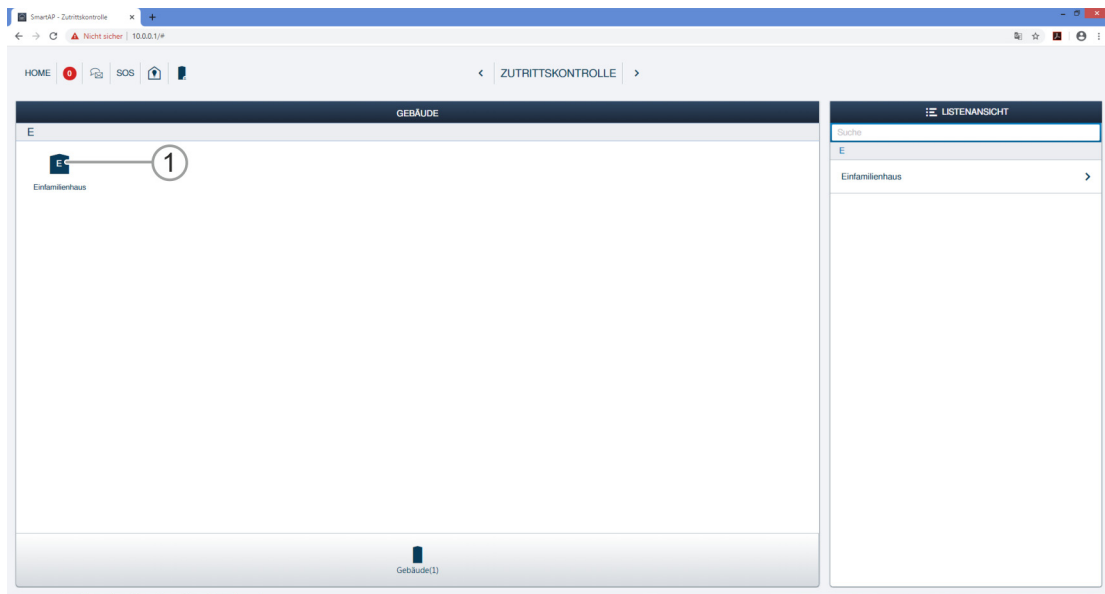 SmartAP - Zutrittskontrolle
Nicht sicher | 10.0.0.1/#
HOME 0 SOS
ZUTRITTSKONTROLLE
GEBÄUDE
E
E
1
Einfamilienhaus
Gebäude(1)
LISTENANSICHT
Suche
E
Einfamilienhaus